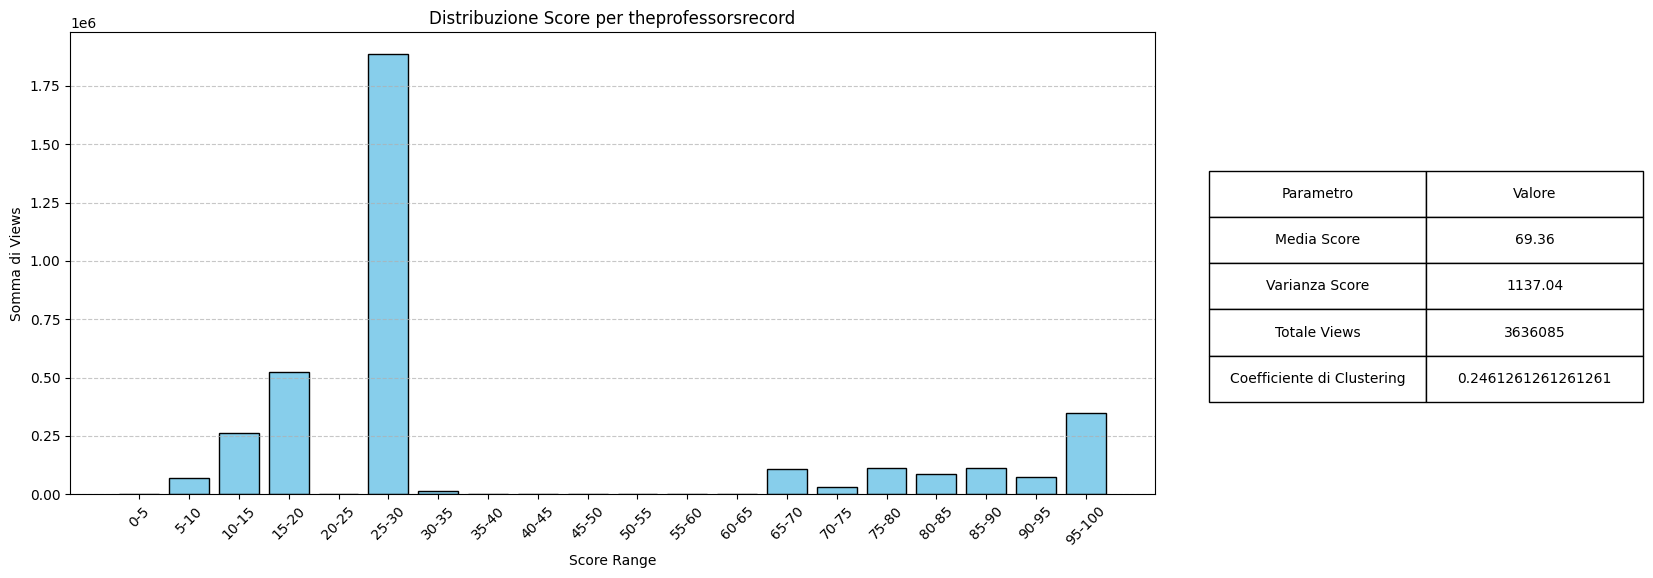 Distribuzione Score per theprofessorsrecord
1e6
1.75
1.50
1.25
1.00
0.75
0.50
0.25
0.00
Somma di Views
0-5 5-10 10-15 15-20 20-25 25-30 30-35 35-40 40-45 45-50 50-55 55-60 60-65 65-70 70-75 75-80 80-85 85-90 90-95 95-100
Score Range
Parametro Valore
Media Score 69.36
Varianza Score 1137.04
Totale Views 3636085
Coefficiente di Clustering 0.2461261261261261